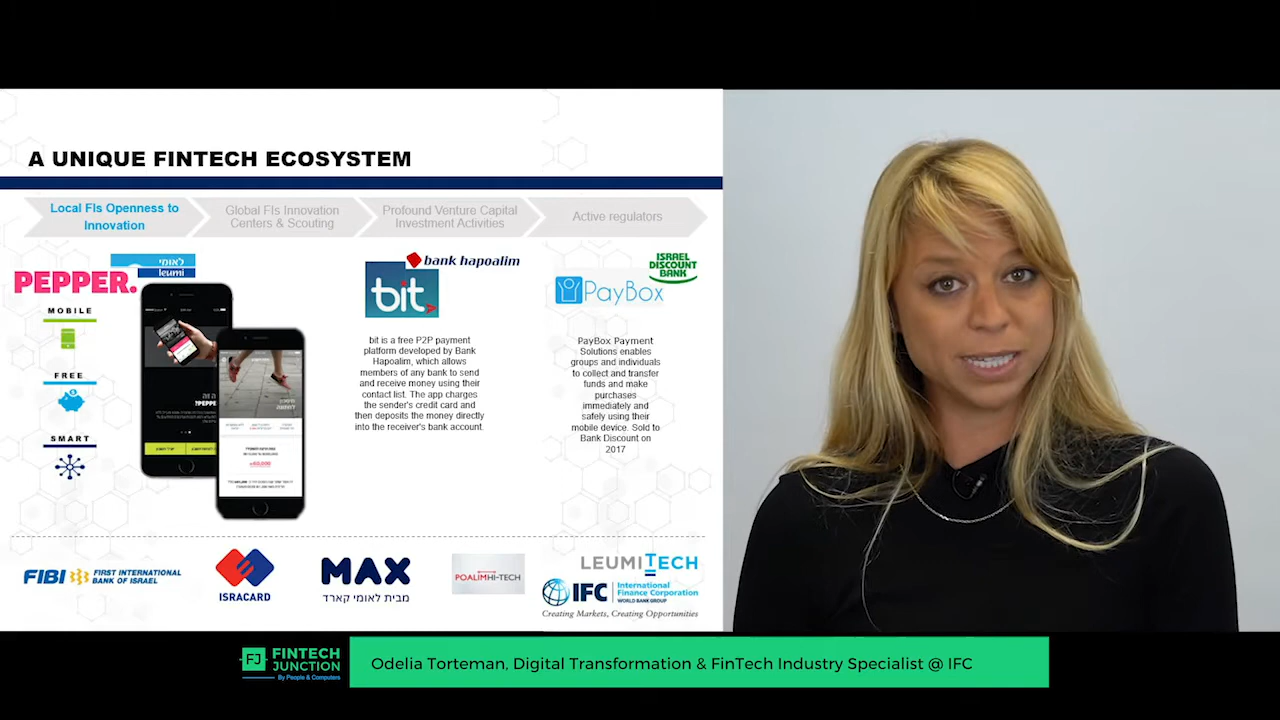 A UNIQUE FINTECH ECOSYSTEM
Local FIs Openness to
Innovation
Global FIs Innovation
Centers & Scouting
Profound Venture Capital
Investment Activities
Active regulators
PEPPER.
לאומי
leumi
MOBILE
FREE
SMART
bank hapoalim
bit
bit is a free P2P payment
platform developed by Bank
Hapoalim, which allows
members of any bank to send
and receive money using their
contact list. The app charges
the sender's credit card and
then deposits the money directly
into the receiver's bank account.
ISRAEL
DISCOUNT
BANK
PayBox
PayBox Payment
Solutions enables
groups and individuals
to collect and transfer
funds and make
purchases
immediately and
safely using their
mobile device. Sold to
Bank Discount on
2017
FIBI FIRST INTERNATIONAL
BANK OF ISRAEL
ISRACARD
MAX
מבית לאומי קארד
POALIMHI-TECH
LEUMITECH
IFC International
Finance Corporation
WORLD BANK GROUP
Creating Markets, Creating Opportunities
FJ FINTECH
JUNCTION
By People & Computers
Odelia Torteman, Digital Transformation & FinTech Industry Specialist @ IFC